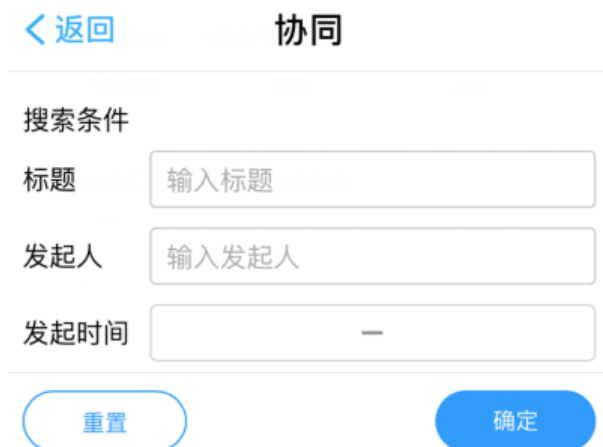 返回 协同
搜索条件
标题 输入标题
发起人 输入发起人
发起时间 —
重置 确定